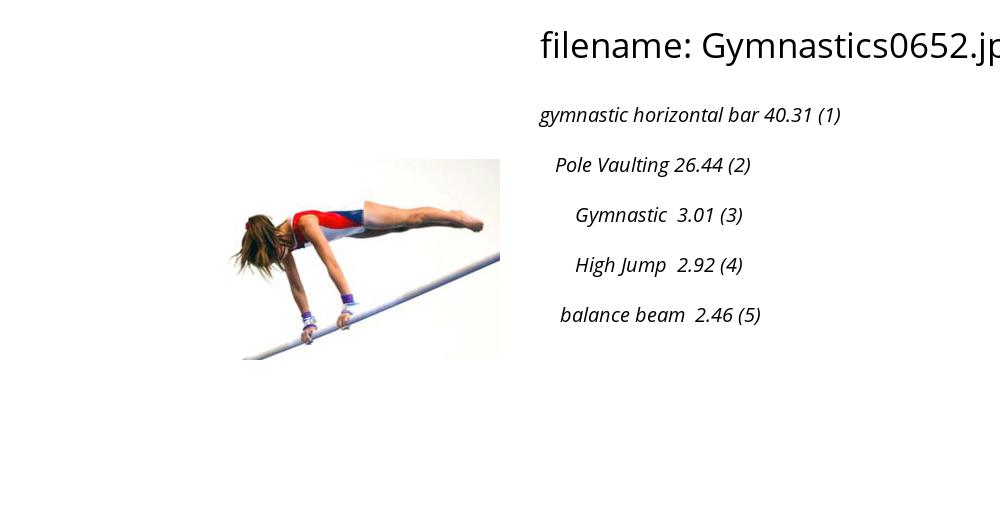 filename: Gymnastics0652.jp
gymnastic horizontal bar 40.31 (1)
Pole Vaulting 26.44 (2)
Gymnastic 3.01 (3)
High Jump 2.92 (4)
balance beam 2.46 (5)